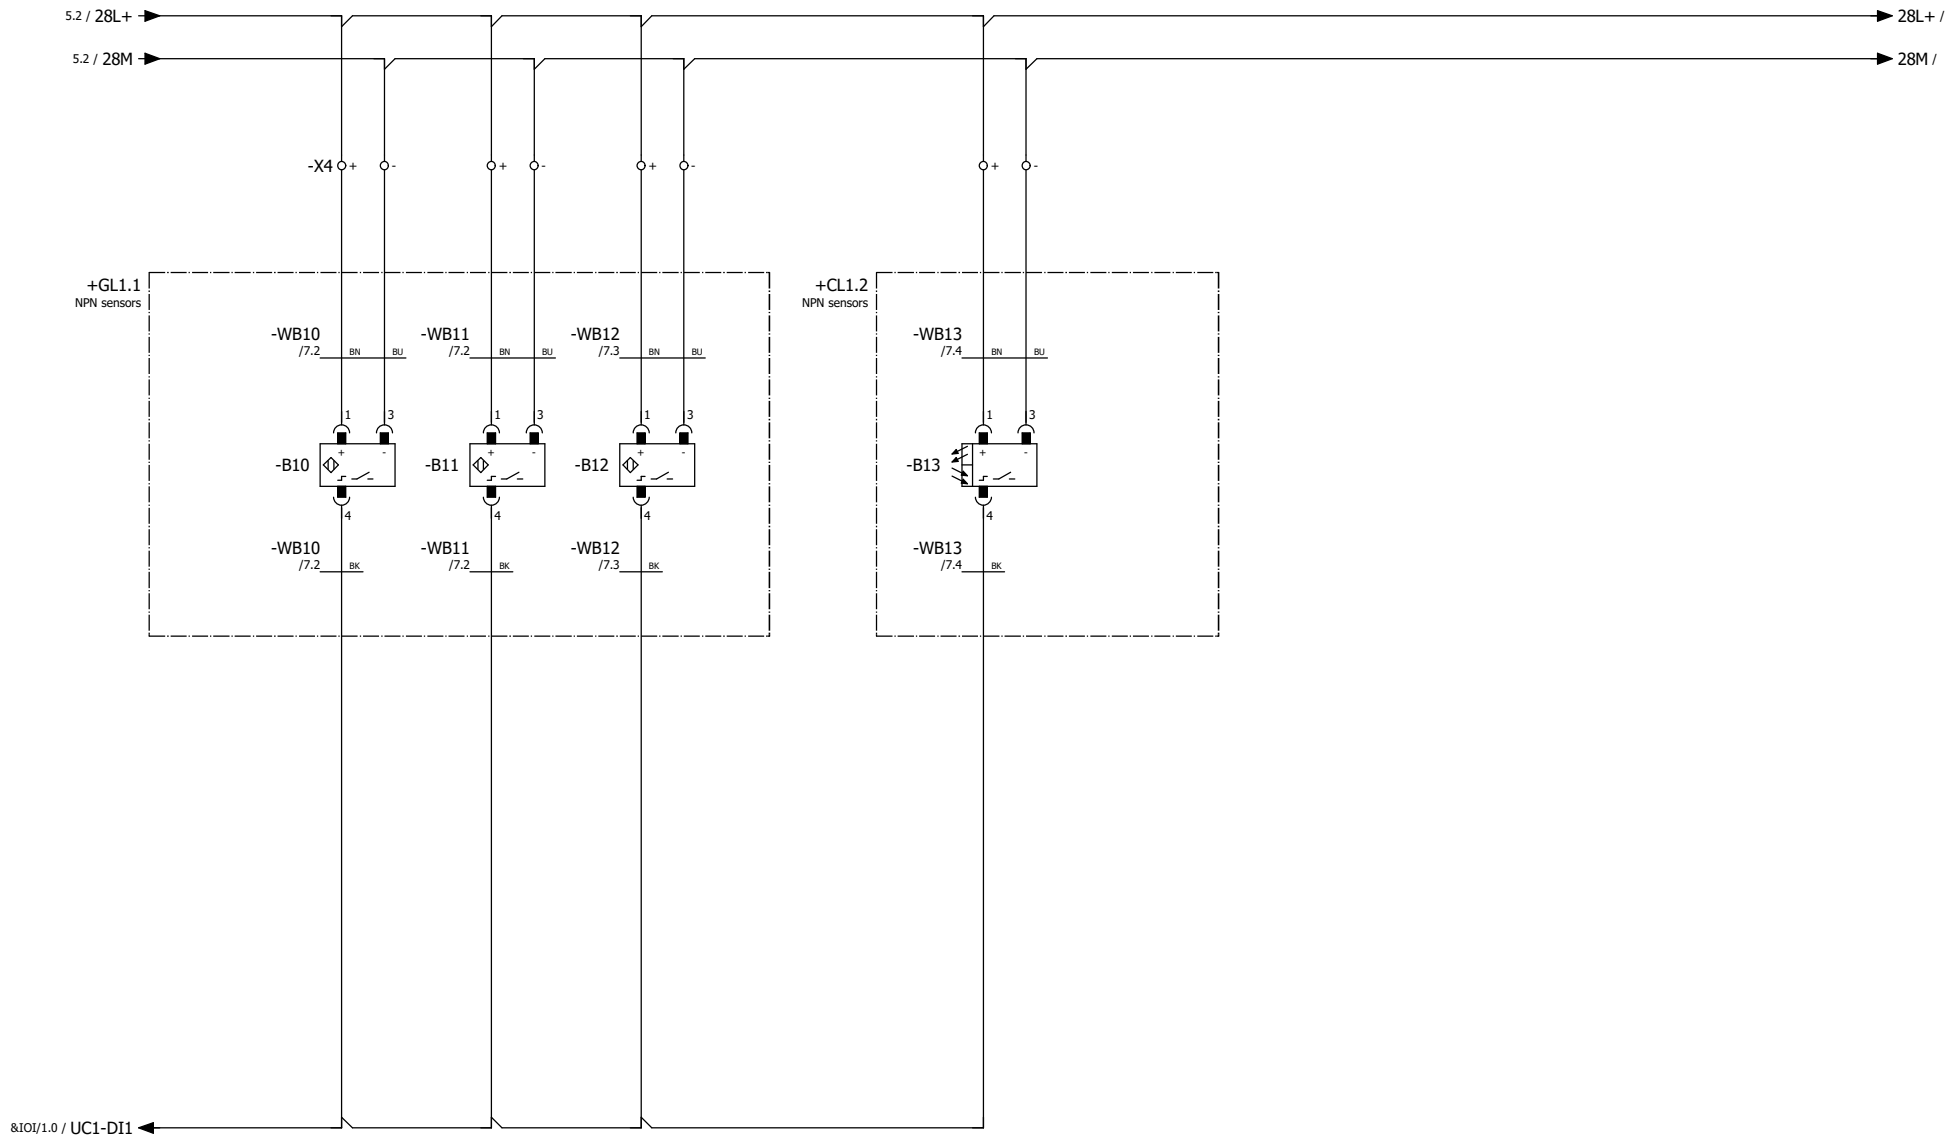 5.2 / 28L+ 28L+ /
5.2 / 28M 28M /
-X4 + - + - + - + -
+GL1.1 +CL1.2
NPN sensors NPN sensors
-WB10 -WB11 -WB12 -WB13
/7.2 BN BU /7.2 BN BU /7.3 BN BU /7.4 BN BU
1 3 1 3 1 3 1 3
+ - + - + - + -
-B10 -B11 -B12 -B13
4 4 4 4
-WB10 -WB11 -WB12 -WB13
/7.2 BK /7.2 BK /7.3 BK /7.4 BK
&IOI/1.0 / UC1-DI1